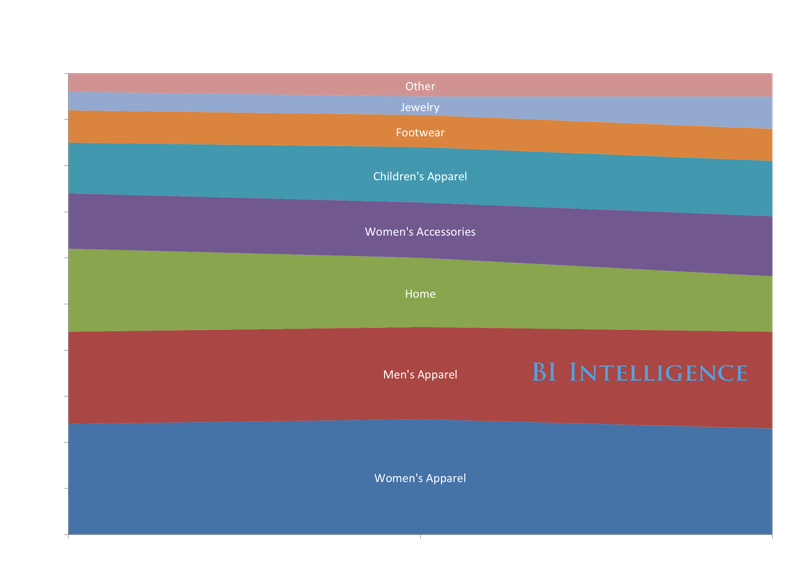 Other
Jewelry
Footwear
Children's Apparel
Women's Accessories
Home
Men's Apparel
BI INTELLIGENCE
Women's Apparel